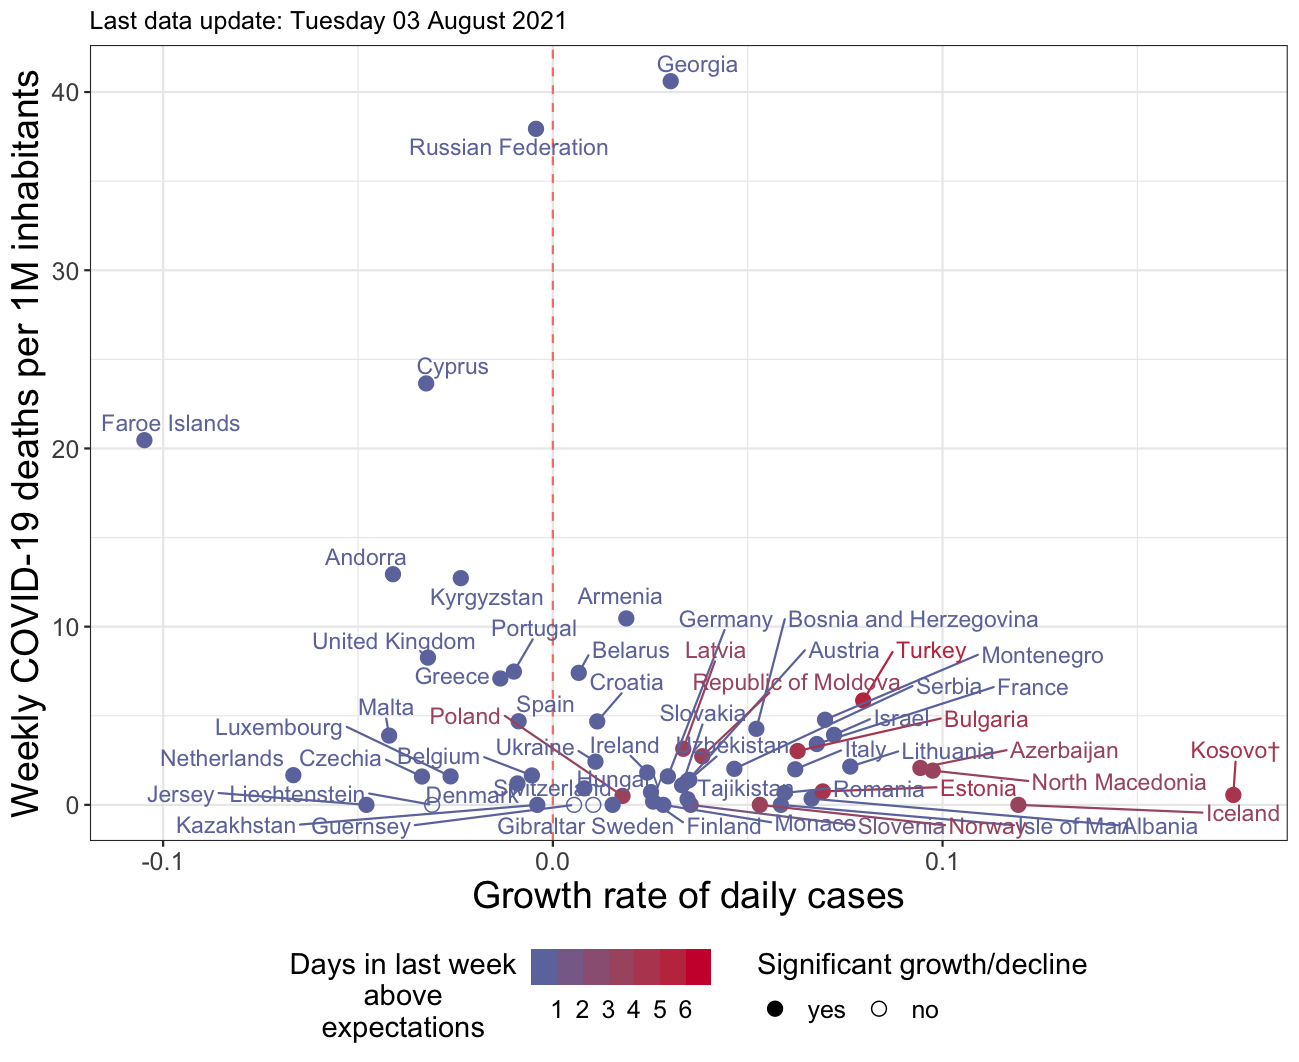 Last data update: Tuesday 03 August 2021
Weekly COVID-19 deaths per 1M inhabitants
40
30
20
10
0
Georgia
Russian Federation
Cyprus
Faroe Islands
Andorra
Kyrgyzstan
Armenia
Germany
Bosnia and Herzegovina
Portugal
United Kingdom
Belarus
Latvia
Austria
Turkey
Montenegro
Greece
Croatia
Republic of Moldova
Serbia
France
Malta
Spain
Poland
Slovakia
Israel
Bulgaria
Luxembourg
Ukraine
Ireland
Uzbekistan
Italy
Lithuania
Azerbaijan
Kosovo†
Netherlands
Czechia
Belgium
Hungary
North Macedonia
Jersey
Liechtenstein
Denmark
Switzerland
Tajikistan
Romania
Estonia
Iceland
Kazakhstan
Guernsey
Gibraltar
Sweden
Finland
Monaco
Slovenia
Norway
Isle of Man
Albania
-0.1
0.0
0.1
Growth rate of daily cases
Days in last week
above
expectations
1 2 3 4 5 6
Significant growth/decline
yes
no